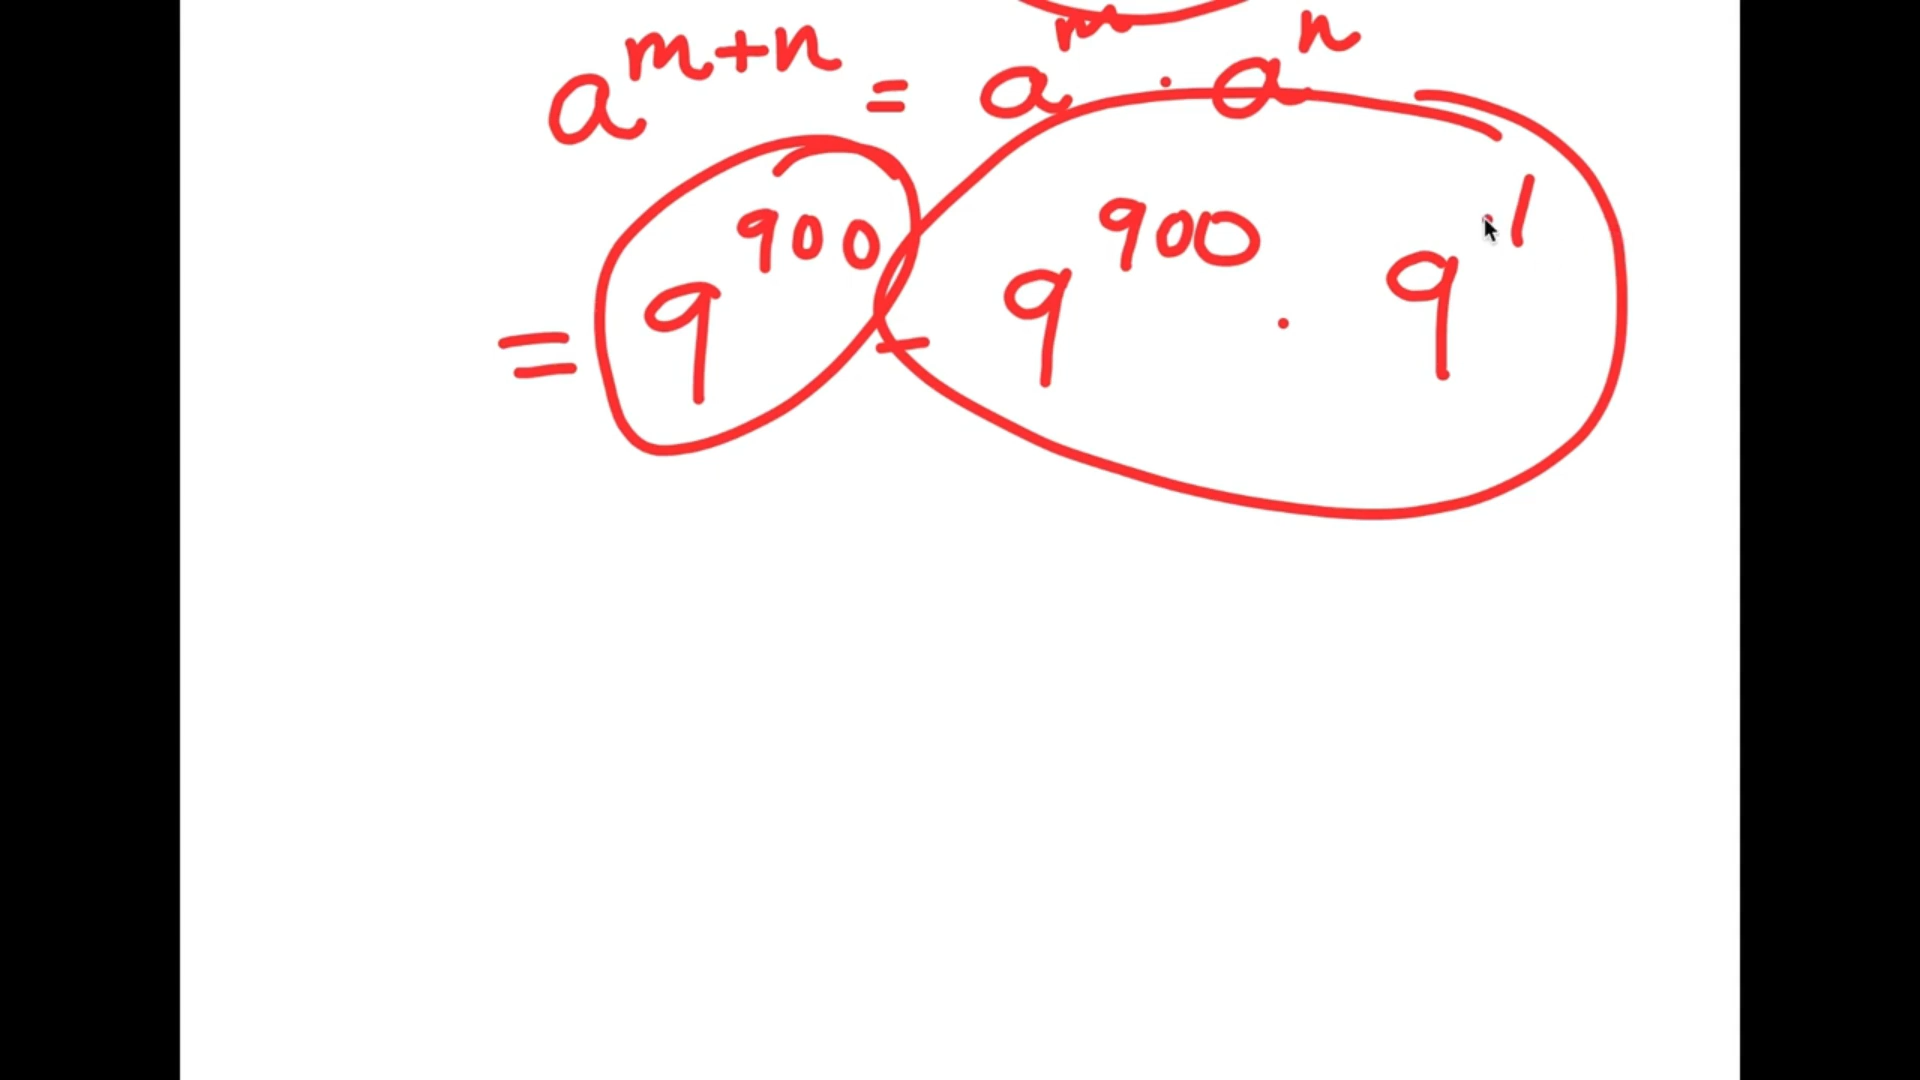 a^{m+n} = a^m · a^n
= 9^{900} - 9^{900} · 9^1